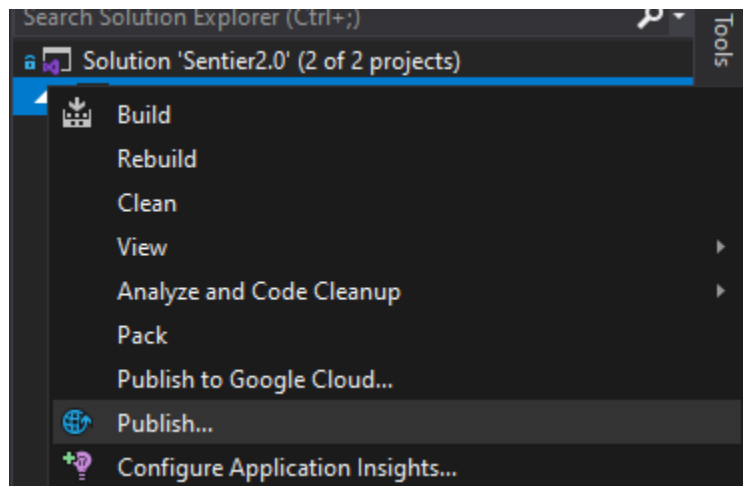 Search Solution Explorer (Ctrl+;)
Tools
Solution 'Sentier2.0' (2 of 2 projects)
Build
Rebuild
Clean
View
Analyze and Code Cleanup
Pack
Publish to Google Cloud...
Publish...
Configure Application Insights...